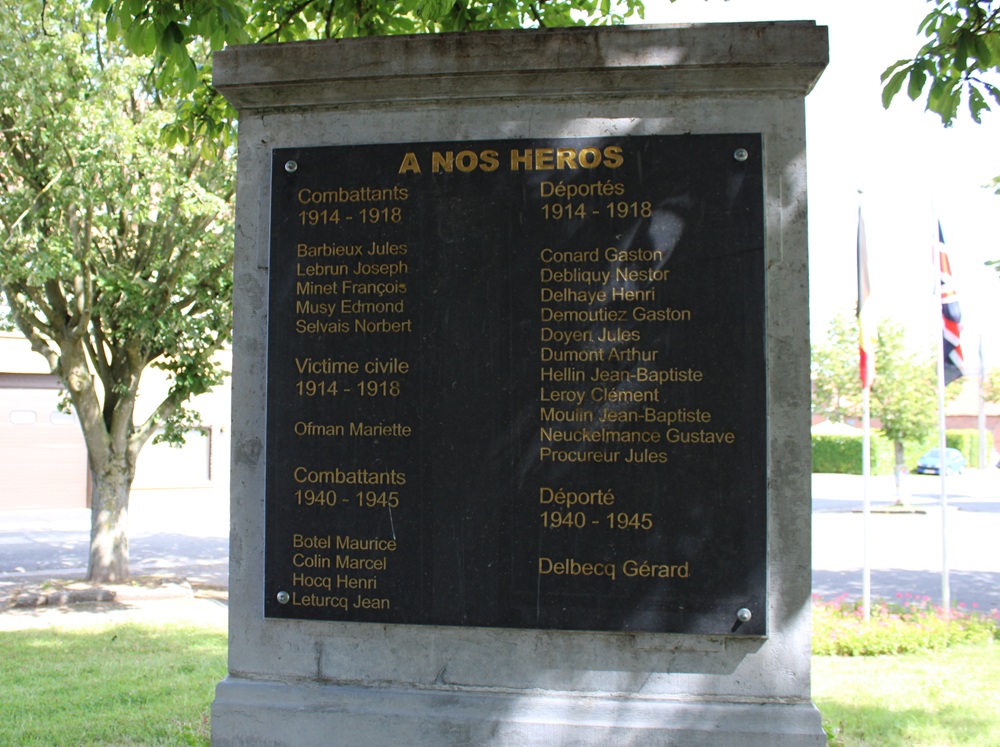 A NOS HEROS
Combattants
1914 - 1918
Barbieux Jules
Lebrun Joseph
Minet François
Musy Edmond
Selvais Norbert
Victime civile
1914 - 1918
Ofman Mariette
Combattants
1940 - 1945
Botel Maurice
Colin Marcel
Hocq Henri
Leturcq Jean
Déportés
1914 - 1918
Conard Gaston
Debliquy Nestor
Delhaye Henri
Demoutiez Gaston
Doyen Jules
Dumont Arthur
Hellin Jean-Baptiste
Leroy Clément
Moulin Jean-Baptiste
Neuckelmance Gustave
Procureur Jules
Déporté
1940 - 1945
Delbecq Gérard